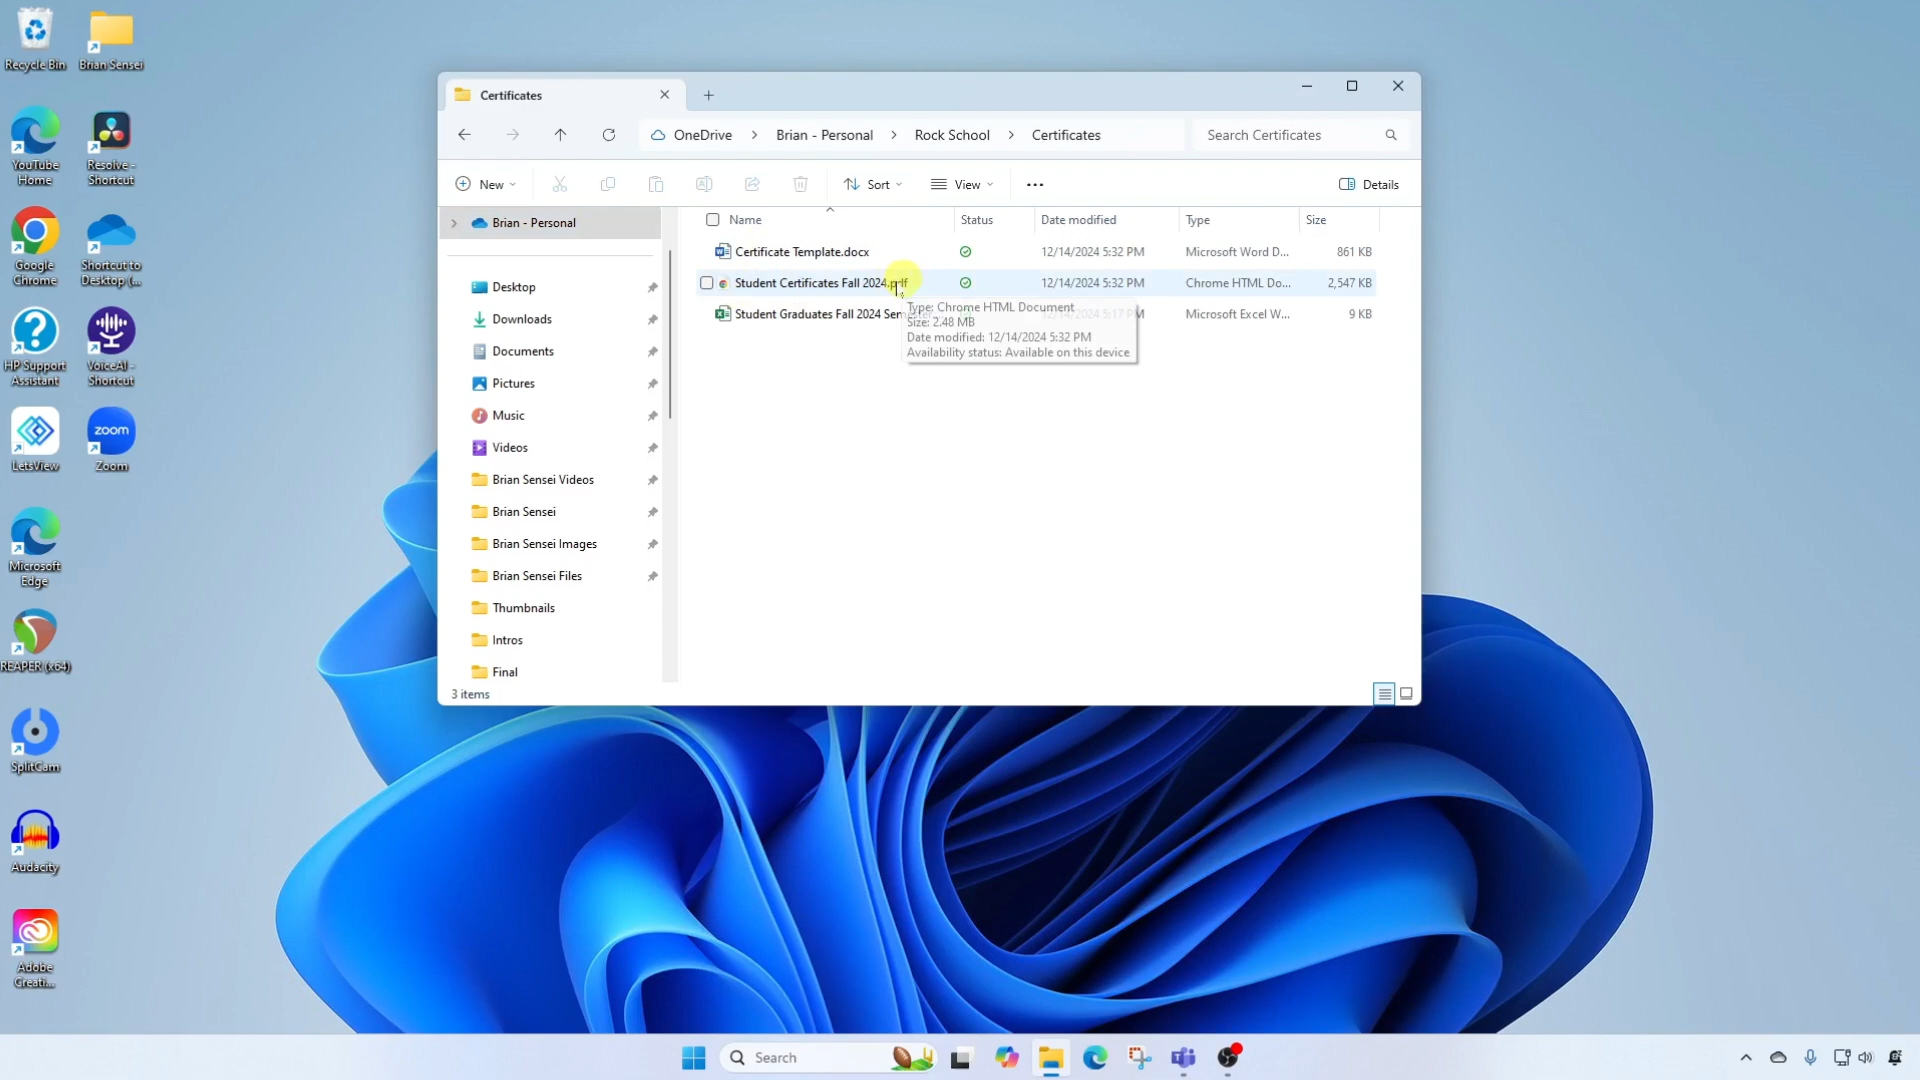 Recycle Bin
Brian Sensei
YouTube Home
Resolve - Shortcut
Google Chrome
Shortcut to Desktop (...
HP Support Assistant
VoiceAI - Shortcut
LetsView
zoom
Zoom
Microsoft Edge
REAPER (x64)
SplitCam
Audacity
Adobe Creati...
Certificates
OneDrive > Brian - Personal > Rock School > Certificates
Search Certificates
New
Sort
View
Details
Brian - Personal
Desktop
Downloads
Documents
Pictures
Music
Videos
Brian Sensei Videos
Brian Sensei
Brian Sensei Images
Brian Sensei Files
Thumbnails
Intros
Final
Name Status Date modified Type Size
Certificate Template.docx 12/14/2024 5:32 PM Microsoft Word D... 861 KB
Student Certificates Fall 2024.pdf 12/14/2024 5:32 PM Chrome HTML Do... 2,547 KB
Student Graduates Fall 2024 12/14/2024 5:17 PM Microsoft Excel W... 9 KB
Type: Chrome HTML Document
Size: 2.48 MB
Date modified: 12/14/2024 5:32 PM
Availability status: Available on this device
3 items
Search